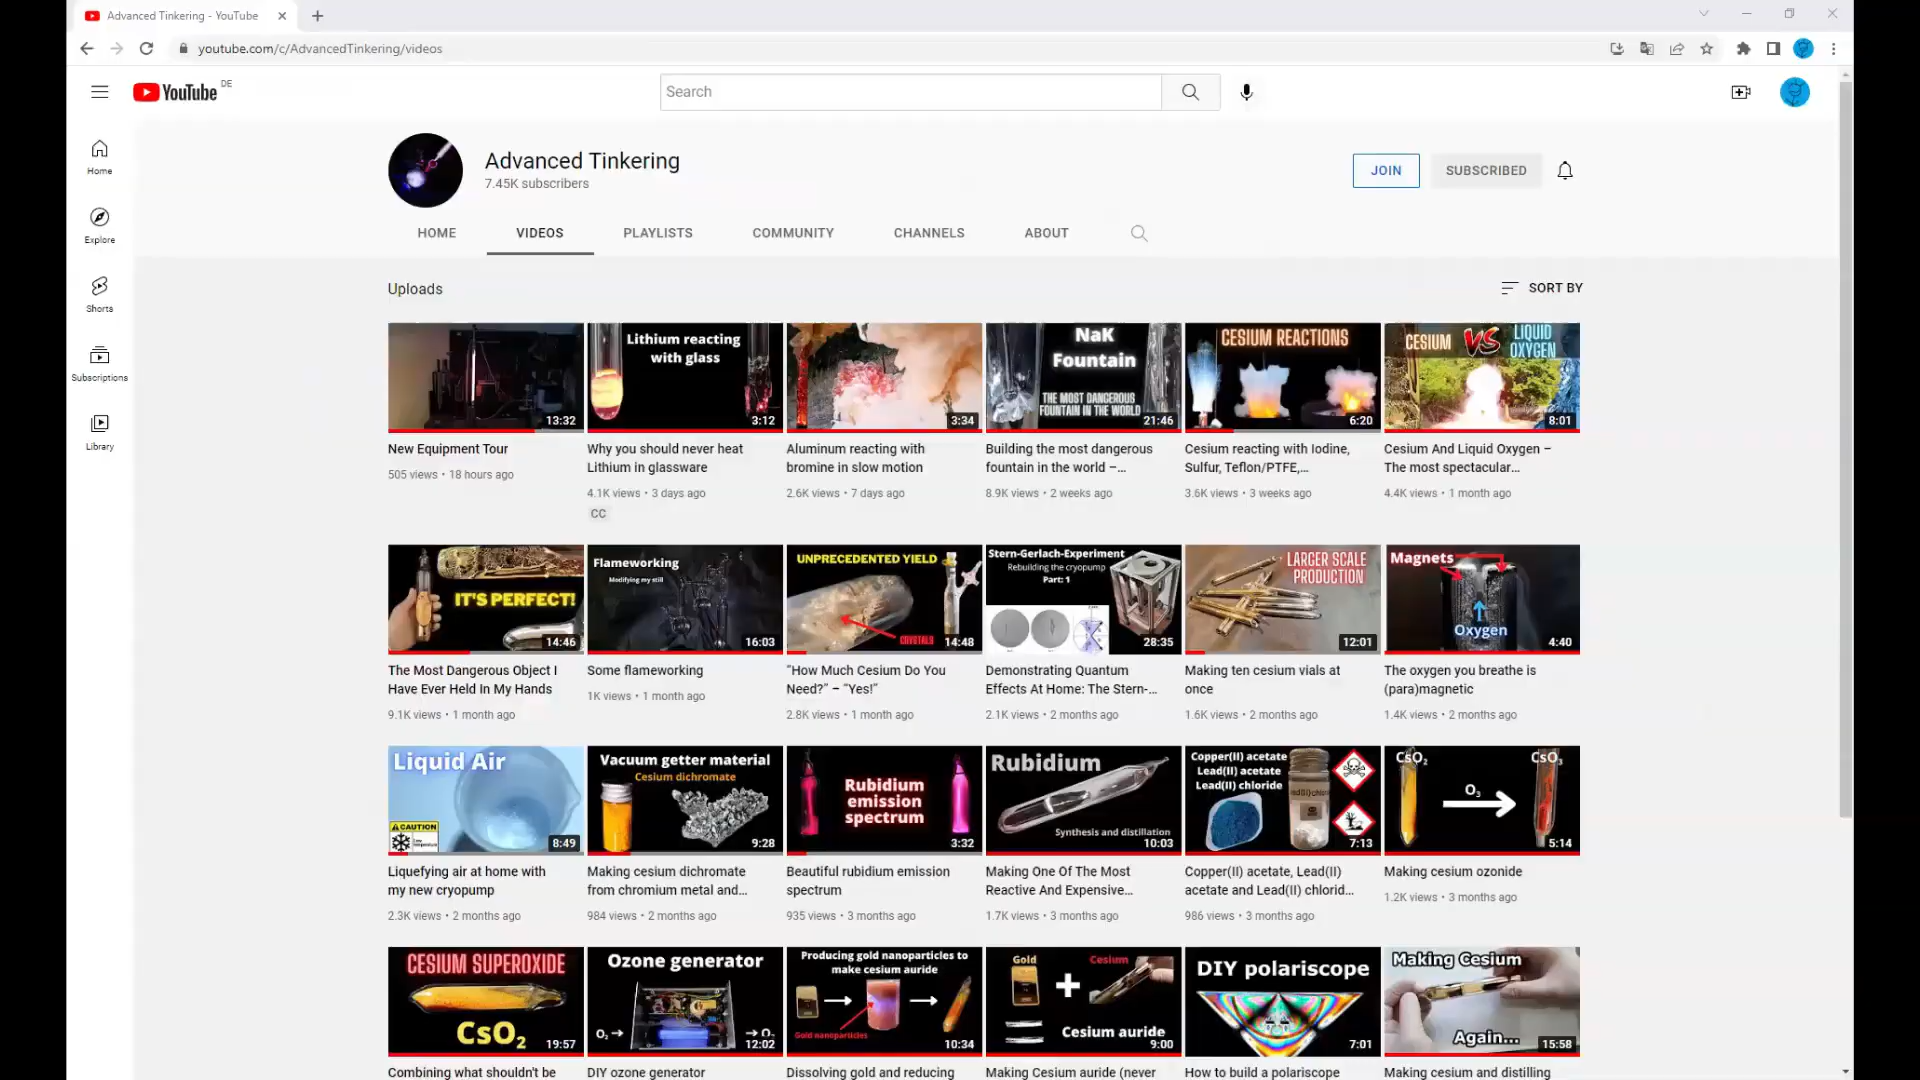 Advanced Tinkering - YouTube
youtube.com/c/AdvancedTinkering/videos
YouTube DE
Search
Home
Explore
Shorts
Subscriptions
Library
Advanced Tinkering
7.45K subscribers
JOIN
SUBSCRIBED
HOME
VIDEOS
PLAYLISTS
COMMUNITY
CHANNELS
ABOUT
Uploads
SORT BY
13:32
New Equipment Tour
505 views • 18 hours ago
Lithium reacting
with glass
3:12
Why you should never heat
Lithium in glassware
4.1K views • 3 days ago
CC
3:34
Aluminum reacting with
bromine in slow motion
2.6K views • 7 days ago
NaK
Fountain
THE MOST DANGEROUS
FOUNTAIN IN THE WORLD
21:46
Building the most dangerous
fountain in the world –...
8.9K views • 2 weeks ago
CESIUM REACTIONS
6:20
Cesium reacting with Iodine,
Sulfur, Teflon/PTFE,...
3.6K views • 3 weeks ago
CESIUM VS LIQUID
OXYGEN
8:01
Cesium And Liquid Oxygen –
The most spectacular...
4.4K views • 1 month ago
IT'S PERFECT!
14:46
The Most Dangerous Object I
Have Ever Held In My Hands
9.1K views • 1 month ago
Flameworking
Modifying my still
16:03
Some flameworking
1K views • 1 month ago
UNPRECEDENTED YIELD
CRYSTALS
14:48
"How Much Cesium Do You
Need?" – "Yes!"
2.8K views • 1 month ago
Stern-Gerlach-Experiment
Rebuilding the cryopump
Part: 1
28:35
Demonstrating Quantum
Effects At Home: The Stern-...
2.1K views • 2 months ago
LARGER SCALE
PRODUCTION
12:01
Making ten cesium vials at
once
1.6K views • 2 months ago
Magnets
Oxygen
4:40
The oxygen you breathe is
(para)magnetic
1.4K views • 2 months ago
Liquid Air
CAUTION
8:49
Liquefying air at home with
my new cryopump
2.3K views • 2 months ago
Vacuum getter material
Cesium dichromate
9:28
Making cesium dichromate
from chromium metal and...
984 views • 2 months ago
Rubidium
emission
spectrum
3:32
Beautiful rubidium emission
spectrum
935 views • 3 months ago
Rubidium
Synthesis and distillation
10:03
Making One Of The Most
Reactive And Expensive...
1.7K views • 3 months ago
Copper(II) acetate
Lead(II) acetate
Lead(II) chloride
7:13
Copper(II) acetate, Lead(II)
acetate and Lead(II) chlorid...
986 views • 3 months ago
CsO₂
CsO₃
O₃
5:14
Making cesium ozonide
1.2K views • 3 months ago
CESIUM SUPEROXIDE
CsO₂
19:57
Combining what shouldn't be
Ozone generator
O₂
12:02
DIY ozone generator
Producing gold nanoparticles to
make cesium auride
Gold nanoparticles
10:34
Dissolving gold and reducing
Gold
Cesium
+
Cesium auride
9:00
Making Cesium auride (never
DIY polariscope
7:01
How to build a polariscope
Making Cesium
Again...
15:58
Making cesium and distilling